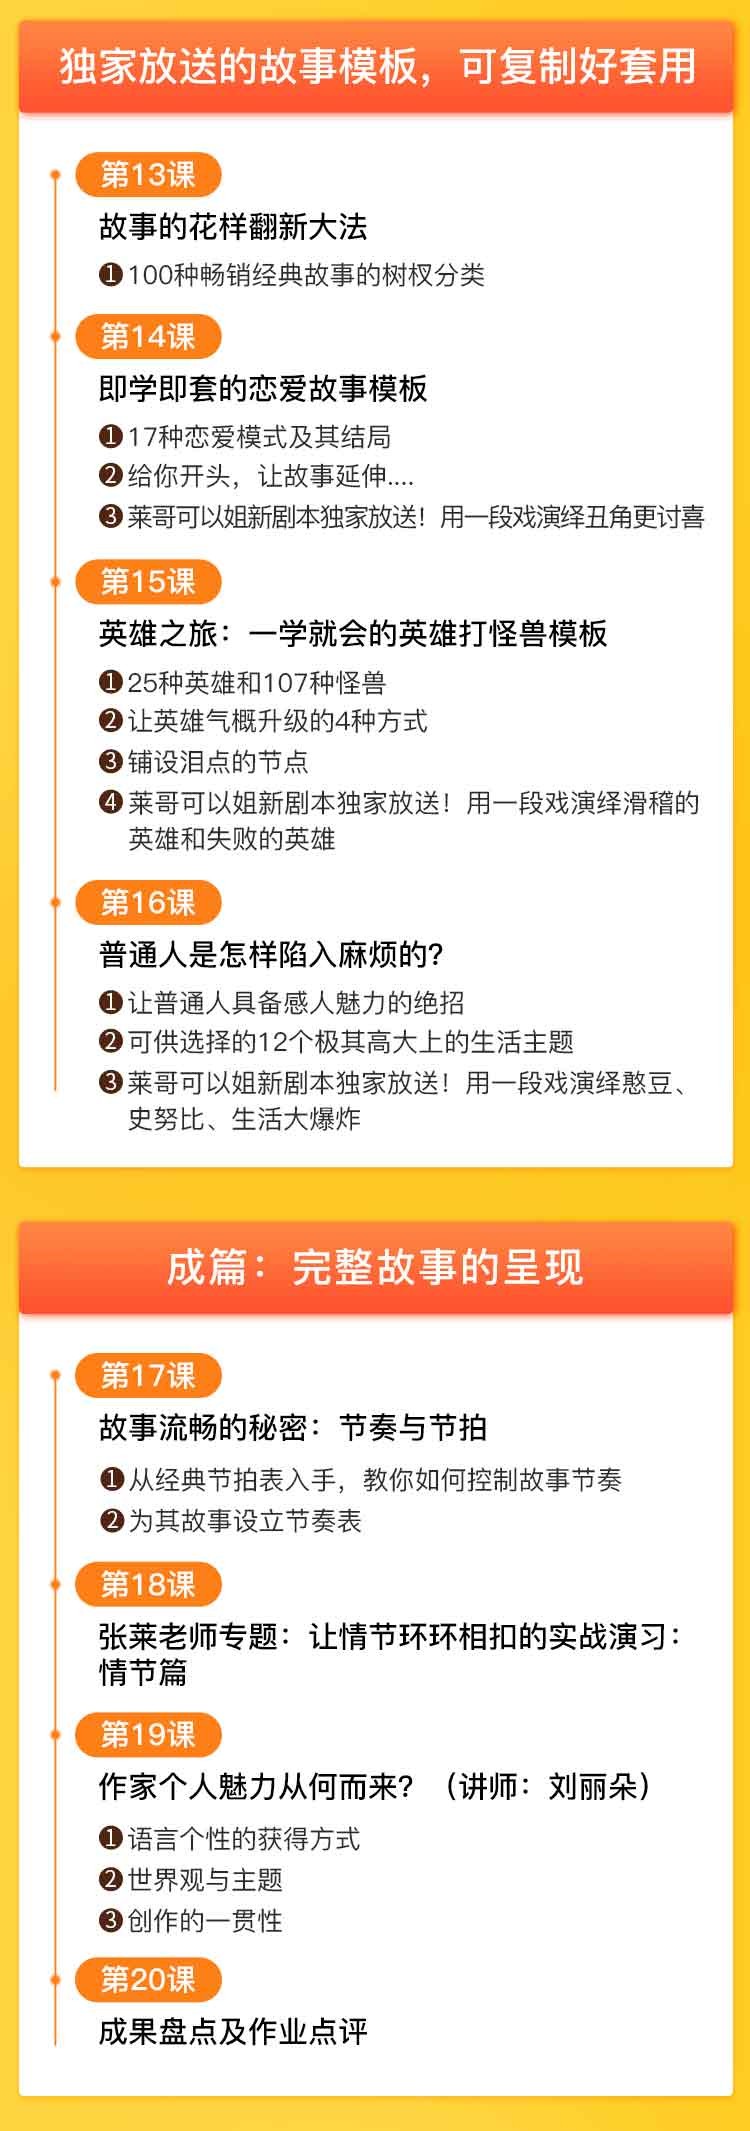 独家放送的故事模板，可复制好套用
第13课
故事的花样翻新大法
❶100种畅销经典故事的树杈分类
第14课
即学即套的恋爱故事模板
❶17种恋爱模式及其结局
❷给你开头，让故事延伸....
❸莱哥可以姐新剧本独家放送！用一段戏演绎丑角更讨喜
第15课
英雄之旅：一学就会的英雄打怪兽模板
❶25种英雄和107种怪兽
❷让英雄气概升级的4种方式
❸铺设泪点的节点
❹莱哥可以姐新剧本独家放送！用一段戏演绎滑稽的
英雄和失败的英雄
第16课
普通人是怎样陷入麻烦的？
❶让普通人具备感人魅力的绝招
❷可供选择的12个极其高大上的生活主题
❸莱哥可以姐新剧本独家放送！用一段戏演绎憨豆、
史努比、生活大爆炸
成篇：完整故事的呈现
第17课
故事流畅的秘密：节奏与节拍
❶从经典节拍表入手，教你如何控制故事节奏
❷为其故事设立节奏表
第18课
张莱老师专题：让情节环环相扣的实战演习：
情节篇
第19课
作家个人魅力从何而来？（讲师：刘丽朵）
❶语言个性的获得方式
❷世界观与主题
❸创作的一贯性
第20课
成果盘点及作业点评